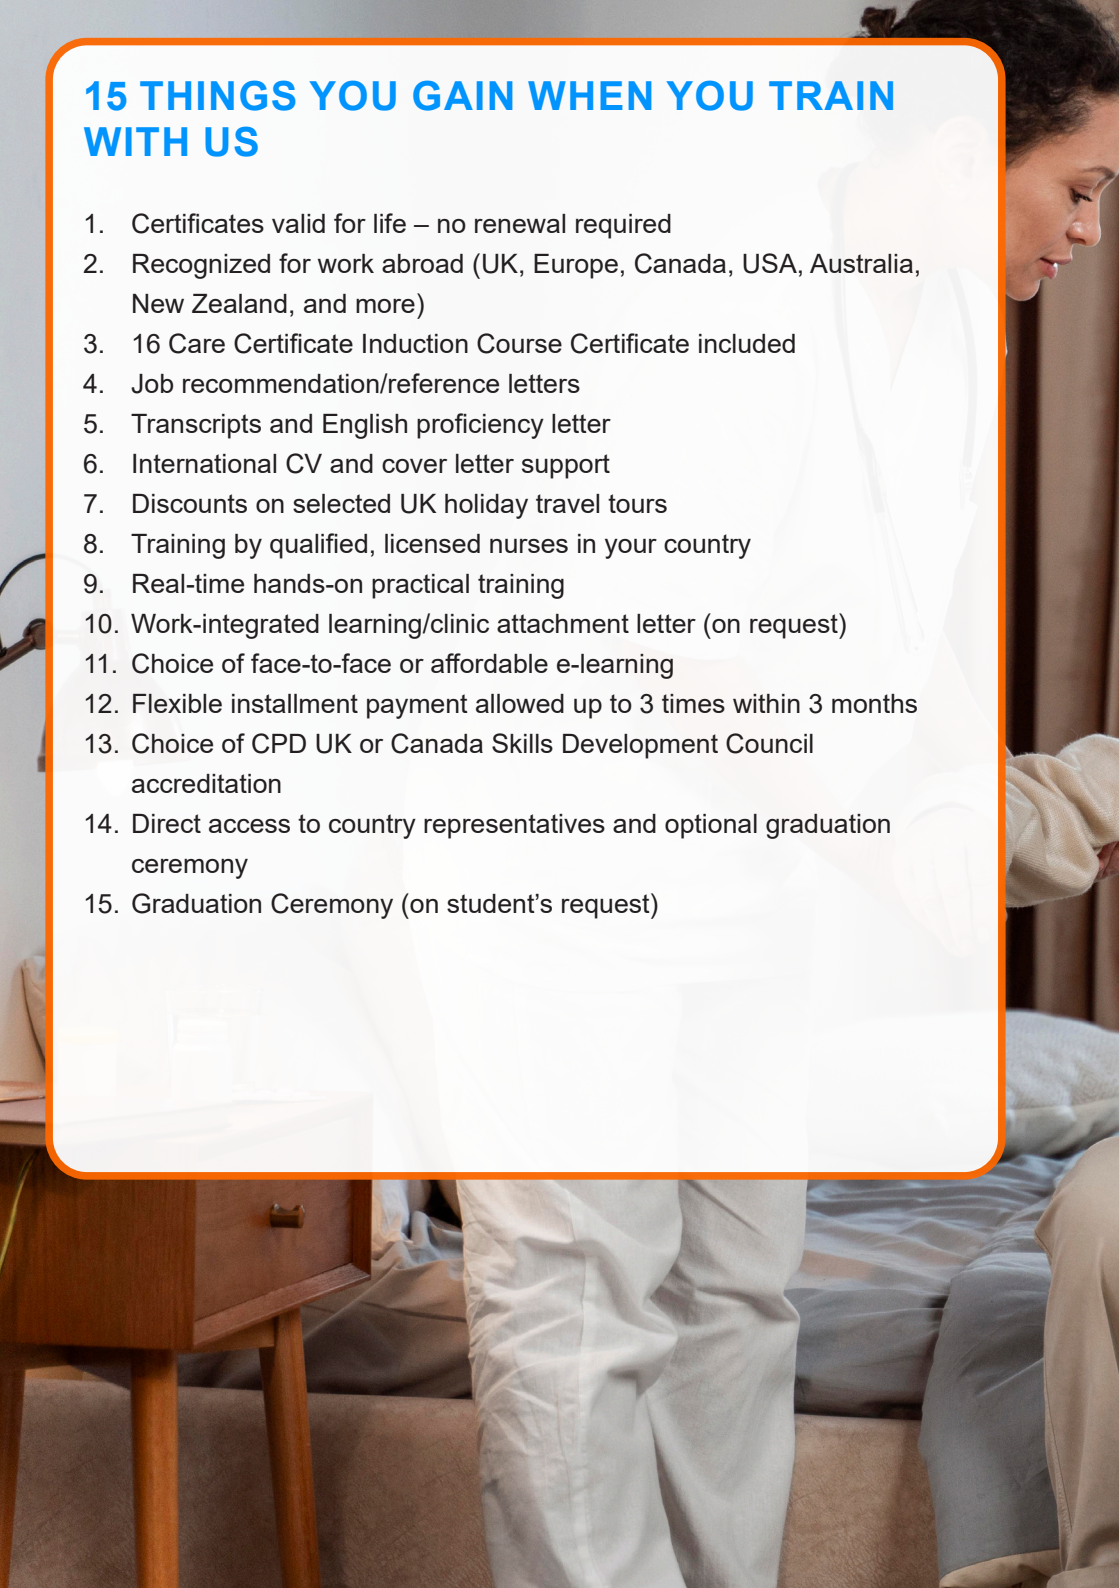 15 THINGS YOU GAIN WHEN YOU TRAIN
WITH US
1. Certificates valid for life – no renewal required
2. Recognized for work abroad (UK, Europe, Canada, USA, Australia,
New Zealand, and more)
3. 16 Care Certificate Induction Course Certificate included
4. Job recommendation/reference letters
5. Transcripts and English proficiency letter
6. International CV and cover letter support
7. Discounts on selected UK holiday travel tours
8. Training by qualified, licensed nurses in your country
9. Real-time hands-on practical training
10. Work-integrated learning/clinic attachment letter (on request)
11. Choice of face-to-face or affordable e-learning
12. Flexible installment payment allowed up to 3 times within 3 months
13. Choice of CPD UK or Canada Skills Development Council
accreditation
14. Direct access to country representatives and optional graduation
ceremony
15. Graduation Ceremony (on student’s request)